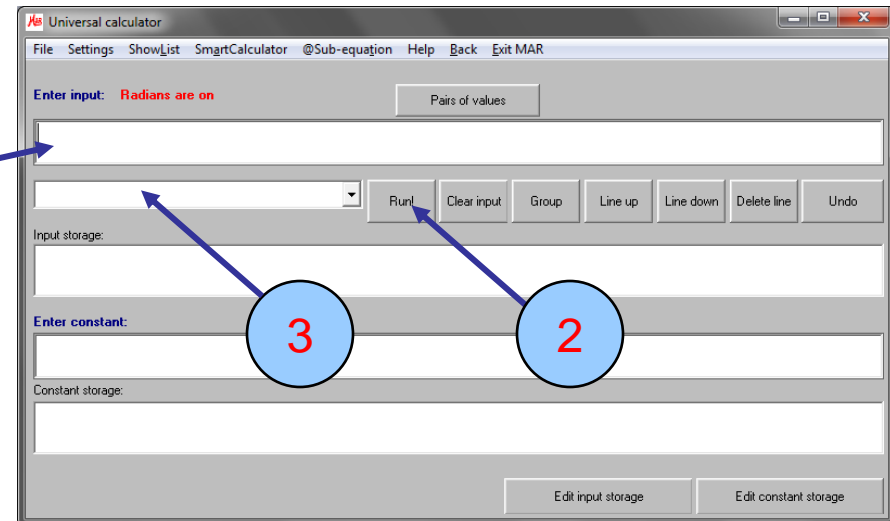 MAR Universal calculator
File Settings ShowList SmartCalculator @Sub-equation Help Back Exit MAR
Enter input: Radians are on
Pairs of values
Run! Clear input Group Line up Line down Delete line Undo
Input storage:
Enter constant:
3 2
Constant storage:
Edit input storage Edit constant storage